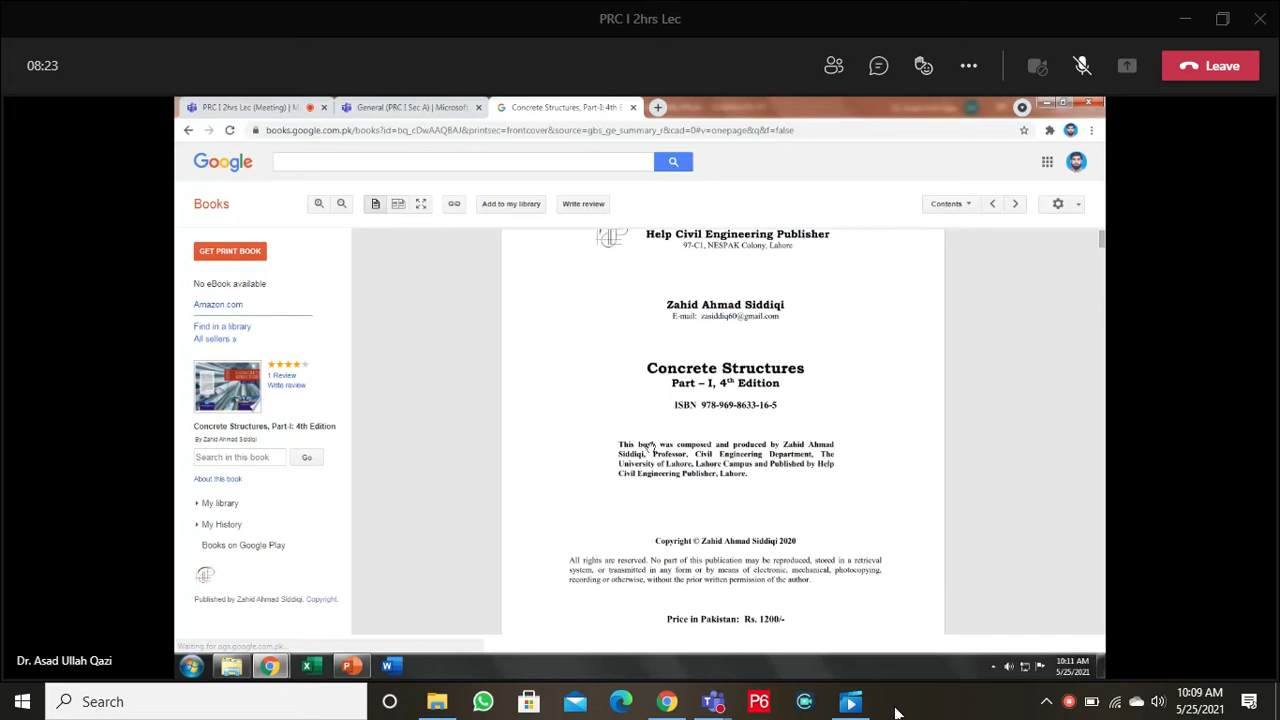 PRC I 2hrs Lec
08:23
Leave
PRC I 2hrs Lec (Meeting) | M
General (PRC I Sec A) | Microsoft
Concrete Structures, Part-I: 4th E
books.google.com.pk/books?id=bq_cDwAAQBAJ&printsec=frontcover&source=gbs_ge_summary_r&cad=0#v=onepage&q&f=false
Google
Books
Add to my library
Write review
Contents
GET PRINT BOOK
No eBook available
Amazon.com
Find in a library
All sellers »
1 Review
Write review
Concrete Structures, Part-I: 4th Edition
By Zahid Ahmad Siddiqi
Search in this book
Go
About this book
My library
My History
Books on Google Play
Published by Zahid Ahmad Siddiqi. Copyright.
Help Civil Engineering Publisher
97-C1, NESPAK Colony, Lahore
Zahid Ahmad Siddiqi
E-mail: zasiddiq60@gmail.com
Concrete Structures
Part – I, 4th Edition
ISBN 978-969-8633-16-5
This book was composed and produced by Zahid Ahmad
Siddiqi, Professor, Civil Engineering Department, The
University of Lahore, Lahore Campus and Published by Help
Civil Engineering Publisher, Lahore.
Copyright © Zahid Ahmad Siddiqi 2020
All rights are reserved. No part of this publication may be reproduced, stored in a retrieval
system, or transmitted in any form or by means of electronic, mechanical, photocopying,
recording or otherwise, without the prior written permission of the author.
Price in Pakistan: Rs. 1200/-
Waiting for ogs.google.com.pk...
Dr. Asad Ullah Qazi
10:11 AM
5/25/2021
Search
P6
10:09 AM
5/25/2021